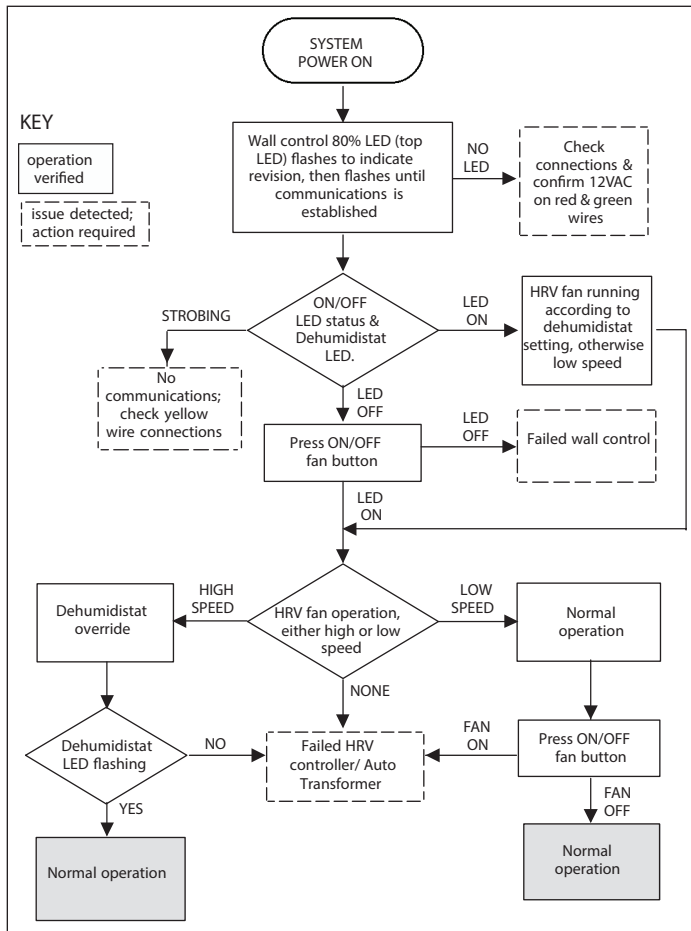 SYSTEM
POWER ON
KEY
operation
verified
issue detected;
action required
Wall control 80% LED (top
LED) flashes to indicate
revision, then flashes until
communications is
established
NO
LED
Check
connections &
confirm 12VAC
on red & green
wires
STROBING
ON/OFF
LED status &
Dehumidistat
LED.
LED
ON
HRV fan running
according to
dehumidistat
setting, otherwise
low speed
No
communications;
check yellow
wire connections
LED
OFF
Press ON/OFF
fan button
LED
OFF
Failed wall control
LED
ON
HIGH
SPEED
Dehumidistat
override
HRV fan operation,
either high or low
speed
LOW
SPEED
Normal
operation
NONE
Dehumidistat
LED flashing
NO
Failed HRV
controller/ Auto
Transformer
FAN
ON
Press ON/OFF
fan button
YES
FAN
OFF
Normal operation
Normal
operation